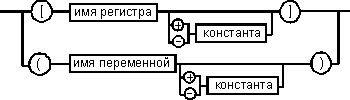 [ имя регистра ]
+
- константа
( имя переменной )
+
- константа